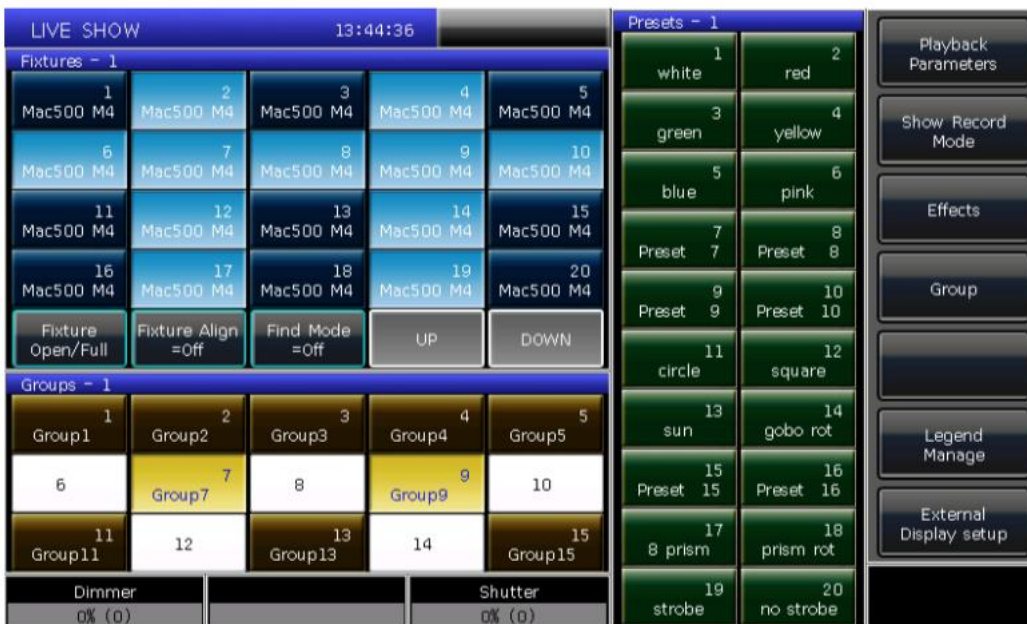 LIVE SHOW 13:44:36
Fixtures - 1
1 2 3 4 5
Mac500 M4 Mac500 M4 Mac500 M4 Mac500 M4 Mac500 M4
6 7 8 9 10
Mac500 M4 Mac500 M4 Mac500 M4 Mac500 M4 Mac500 M4
11 12 13 14 15
Mac500 M4 Mac500 M4 Mac500 M4 Mac500 M4 Mac500 M4
16 17 18 19 20
Mac500 M4 Mac500 M4 Mac500 M4 Mac500 M4 Mac500 M4
Fixture Fixture Align Find Mode UP DOWN
Open/Full =Off =Off
Groups - 1
1 2 3 4 5
Group1 Group2 Group3 Group4 Group5
6 7 8 9 10
Group7 Group9
11 12 13 14 15
Group11 Group13 Group15
Dimmer Shutter
0% (0) 0% (0)
Presets - 1
1 2
white red
3 4
green yellow
5 6
blue pink
7 8
Preset 7 Preset 8
9 10
Preset 9 Preset 10
11 12
circle square
13 14
sun gobo rot
15 16
Preset 15 Preset 16
17 18
8 prism prism rot
19 20
strobe no strobe
Playback
Parameters
Show Record
Mode
Effects
Group
Legend
Manage
External
Display setup